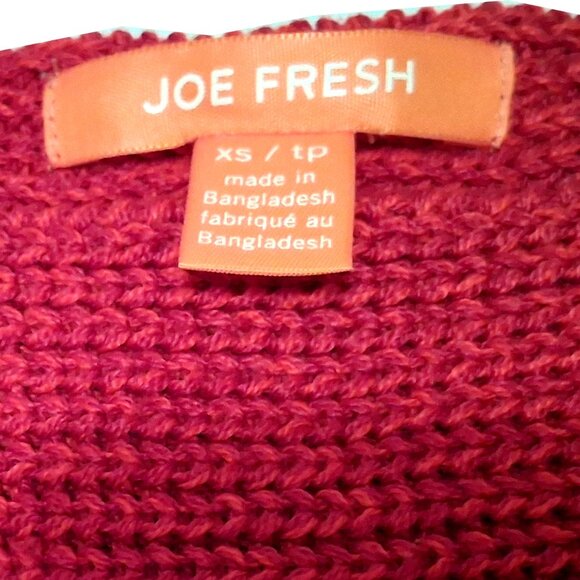 JOE FRESH
xs / tp
made in
Bangladesh
fabriqué au
Bangladesh